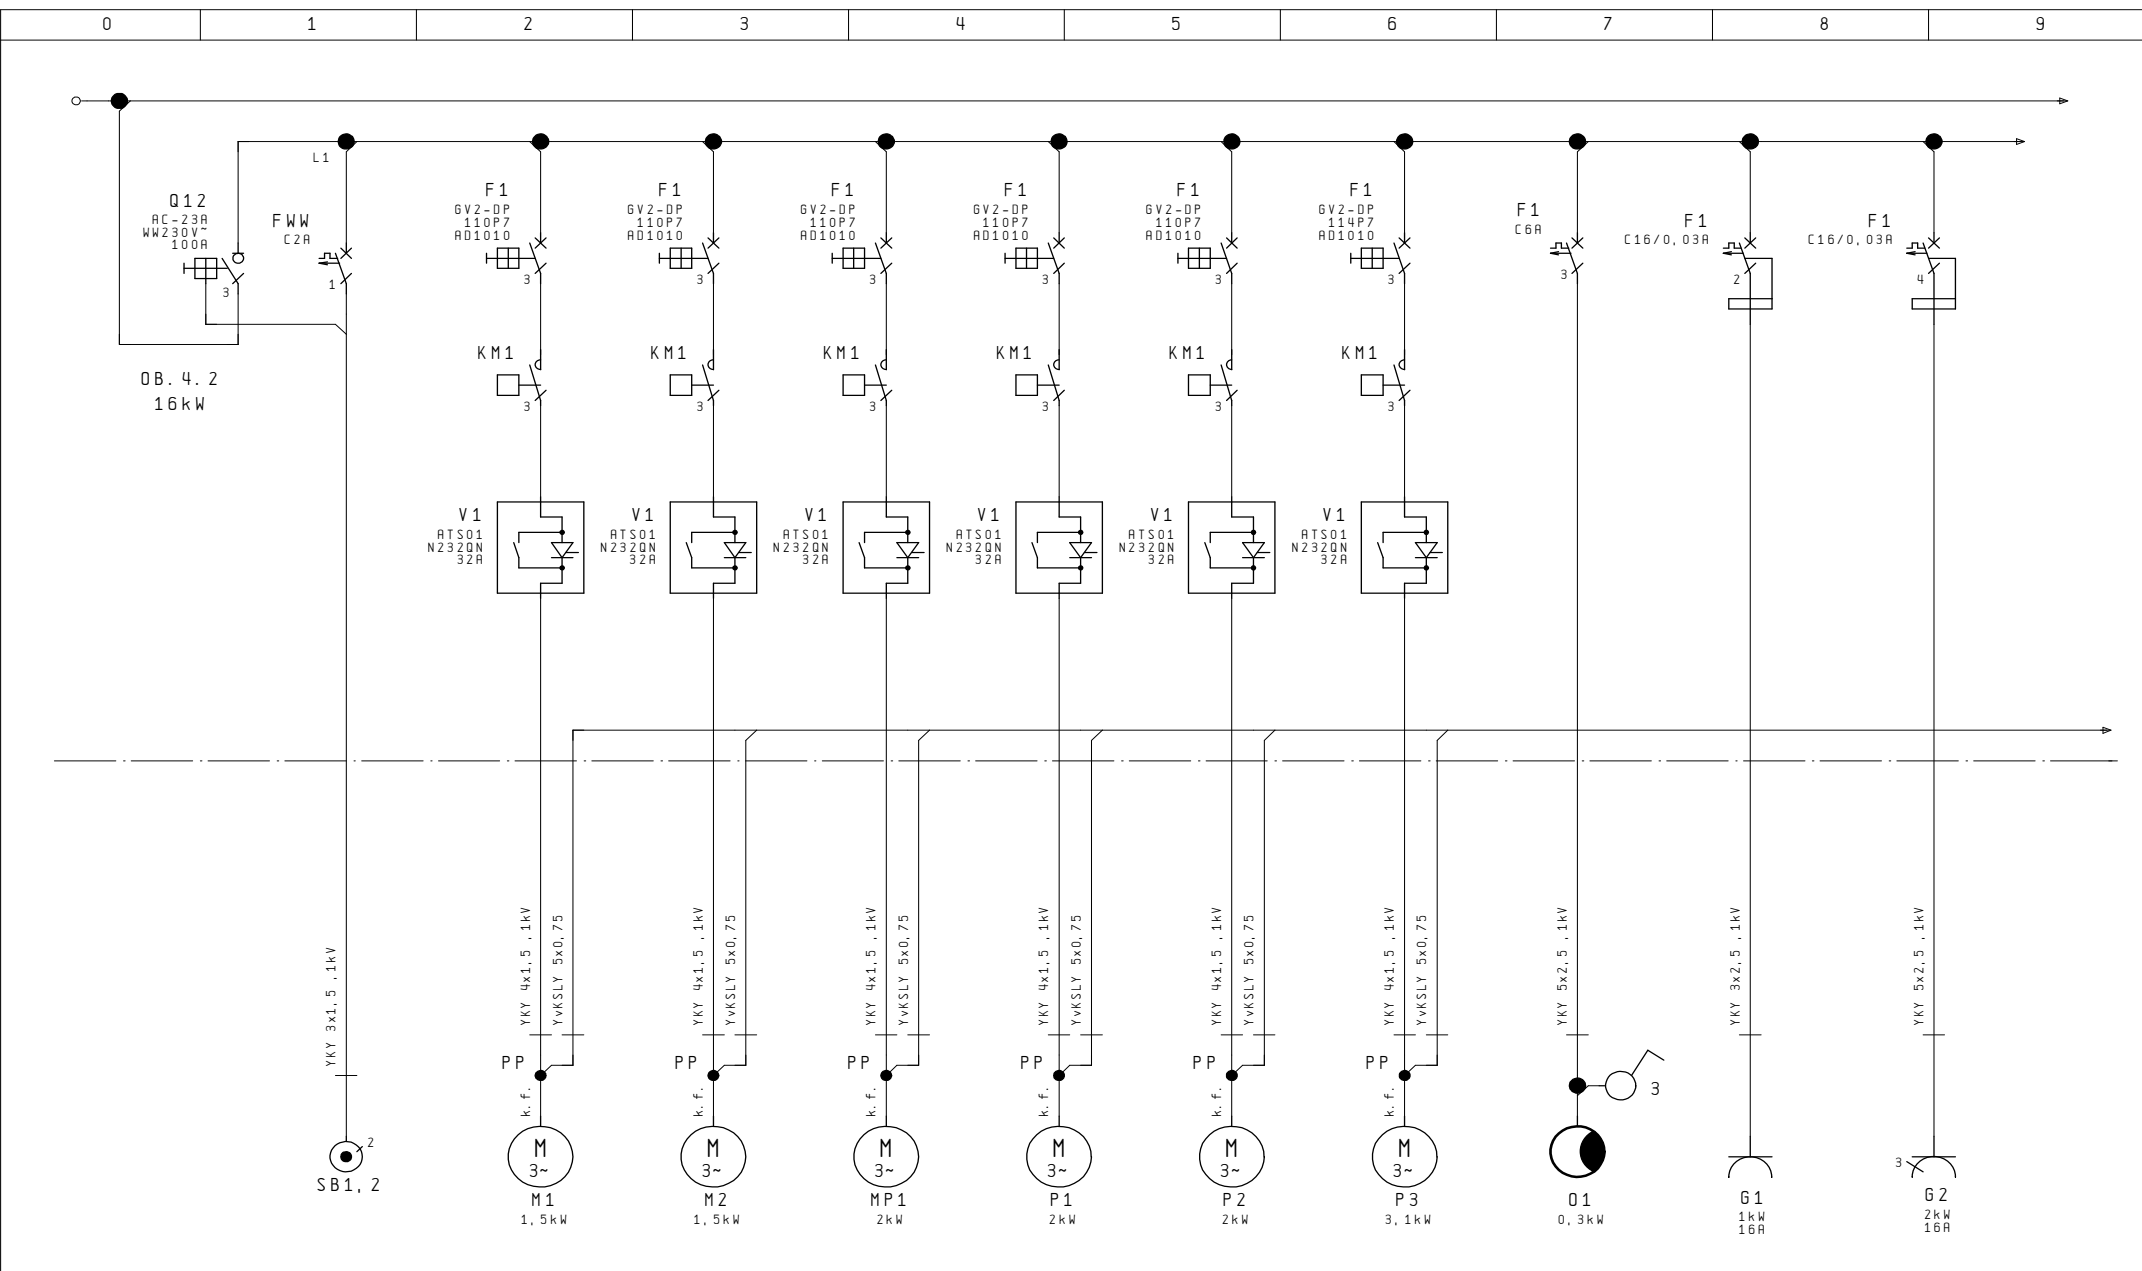 0 1 2 3 4 5 6 7 8 9
L1
Q12
AC-23A
WW230V~
100A
3
FWW
C2A
1
OB.4.2
16kW
F1
GV2-DP
110P7
AD1010
3
F1
GV2-DP
110P7
AD1010
3
F1
GV2-DP
110P7
AD1010
3
F1
GV2-DP
110P7
AD1010
3
F1
GV2-DP
110P7
AD1010
3
F1
GV2-DP
114P7
AD1010
3
F1
C6A
3
F1
C16/0,03A
2
F1
C16/0,03A
4
KM1
3
KM1
3
KM1
3
KM1
3
KM1
3
KM1
3
V1
ATS01
N232QN
32A
V1
ATS01
N232QN
32A
V1
ATS01
N232QN
32A
V1
ATS01
N232QN
32A
V1
ATS01
N232QN
32A
V1
ATS01
N232QN
32A
YKY 3x1,5 ,1kV
YKY 4x1,5 ,1kV
YvKSLY 5x0,75
YKY 4x1,5 ,1kV
YvKSLY 5x0,75
YKY 4x1,5 ,1kV
YvKSLY 5x0,75
YKY 4x1,5 ,1kV
YvKSLY 5x0,75
YKY 4x1,5 ,1kV
YvKSLY 5x0,75
YKY 4x1,5 ,1kV
YvKSLY 5x0,75
YKY 5x2,5 ,1kV
YKY 3x2,5 ,1kV
YKY 5x2,5 ,1kV
PP
k.f.
PP
k.f.
PP
k.f.
PP
k.f.
PP
k.f.
PP
k.f.
3
2
SB1,2
M
3~
M1
1,5kW
M
3~
M2
1,5kW
M
3~
MP1
2kW
M
3~
P1
2kW
M
3~
P2
2kW
M
3~
P3
3,1kW
O1
0,3kW
G1
1kW
16A
3
G2
2kW
16A